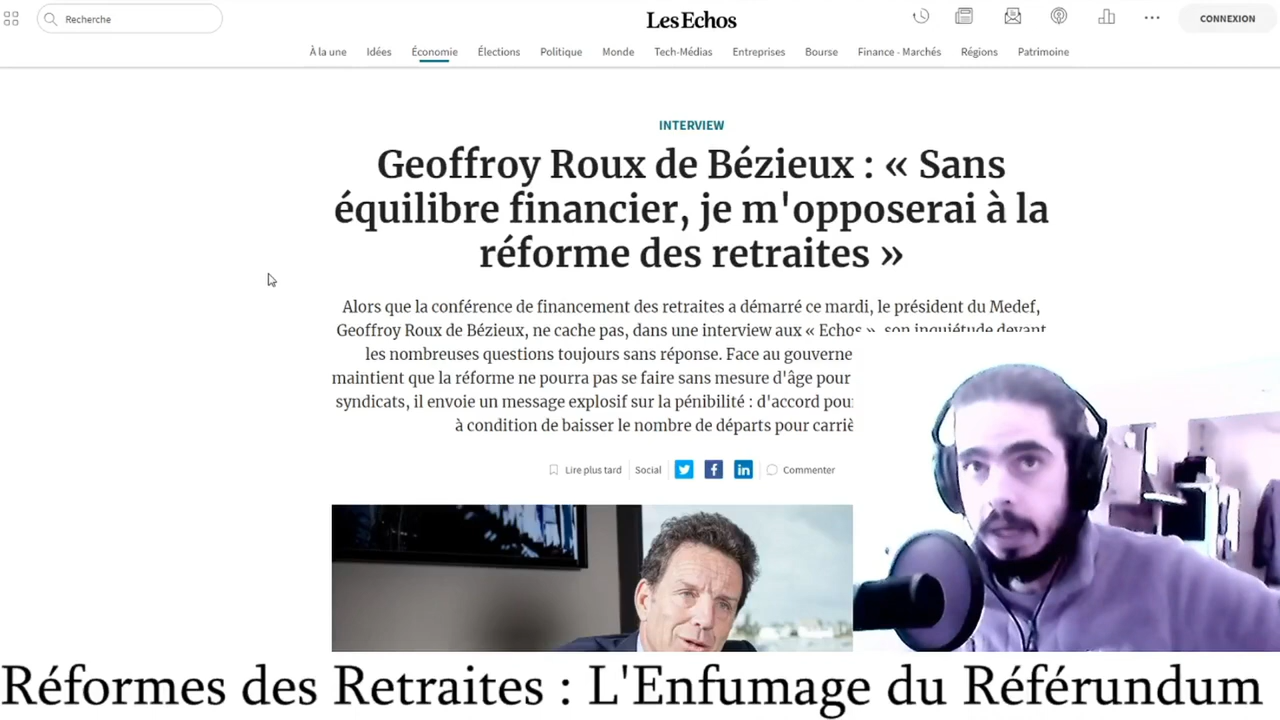 Recherche
Les Echos
CONNEXION
À la une Idées Économie Élections Politique Monde Tech-Médias Entreprises Bourse Finance - Marchés Régions Patrimoine
INTERVIEW
Geoffroy Roux de Bézieux : « Sans
équilibre financier, je m'opposerai à la
réforme des retraites »
Alors que la conférence de financement des retraites a démarré ce mardi, le président du Medef,
Geoffroy Roux de Bézieux, ne cache pas, dans une interview aux « Echos », son inquiétude devant
les nombreuses questions toujours sans réponse. Face au gouverne
maintient que la réforme ne pourra pas se faire sans mesure d'âge pour
syndicats, il envoie un message explosif sur la pénibilité : d'accord pour
à condition de baisser le nombre de départs pour carriè
Lire plus tard Social Commenter
Réformes des Retraites : L'Enfumage du Référundum